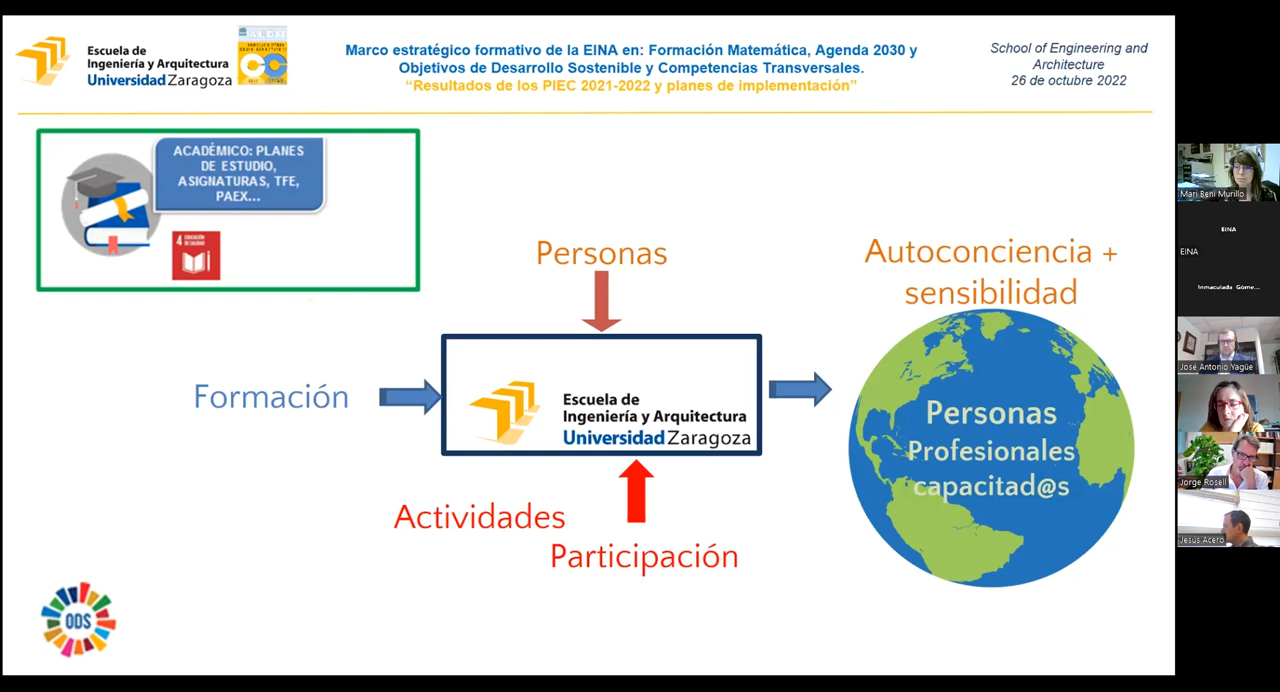 Escuela de
Ingeniería y Arquitectura
Universidad Zaragoza
Marco estratégico formativo de la EINA en: Formación Matemática, Agenda 2030 y
Objetivos de Desarrollo Sostenible y Competencias Transversales.
“Resultados de los PIEC 2021-2022 y planes de implementación”
School of Engineering and
Architecture
26 de octubre 2022
ACADÉMICO: PLANES
DE ESTUDIO,
ASIGNATURAS, TFE,
PAEX...
4 EDUCACIÓN
DE CALIDAD
Personas
Autoconciencia +
sensibilidad
Formación
Escuela de
Ingeniería y Arquitectura
Universidad Zaragoza
Personas
Profesionales
capacitad@s
Actividades
Participación
ODS
Mari Beni Murillo
EINA
EINA
Inmaculada Góme...
José Antonio Yagüe
Jorge Rosell
Jesús Acero